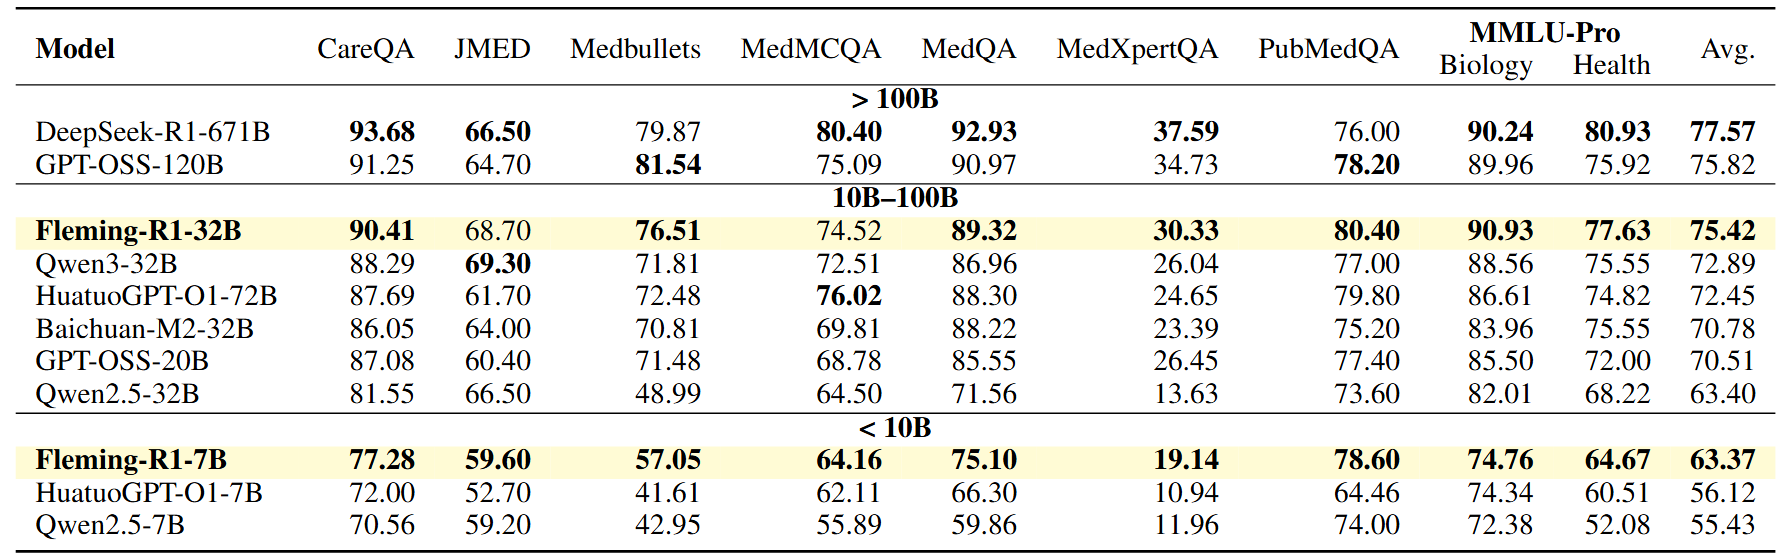 MMLU-Pro
Model CareQA JMED Medbullets MedMCQA MedQA MedXpertQA PubMedQA Biology Health Avg.
> 100B
DeepSeek-R1-671B 93.68 66.50 79.87 80.40 92.93 37.59 76.00 90.24 80.93 77.57
GPT-OSS-120B 91.25 64.70 81.54 75.09 90.97 34.73 78.20 89.96 75.92 75.82
10B–100B
Fleming-R1-32B 90.41 68.70 76.51 74.52 89.32 30.33 80.40 90.93 77.63 75.42
Qwen3-32B 88.29 69.30 71.81 72.51 86.96 26.04 77.00 88.56 75.55 72.89
HuatuoGPT-O1-72B 87.69 61.70 72.48 76.02 88.30 24.65 79.80 86.61 74.82 72.45
Baichuan-M2-32B 86.05 64.00 70.81 69.81 88.22 23.39 75.20 83.96 75.55 70.78
GPT-OSS-20B 87.08 60.40 71.48 68.78 85.55 26.45 77.40 85.50 72.00 70.51
Qwen2.5-32B 81.55 66.50 48.99 64.50 71.56 13.63 73.60 82.01 68.22 63.40
< 10B
Fleming-R1-7B 77.28 59.60 57.05 64.16 75.10 19.14 78.60 74.76 64.67 63.37
HuatuoGPT-O1-7B 72.00 52.70 41.61 62.11 66.30 10.94 64.46 74.34 60.51 56.12
Qwen2.5-7B 70.56 59.20 42.95 55.89 59.86 11.96 74.00 72.38 52.08 55.43